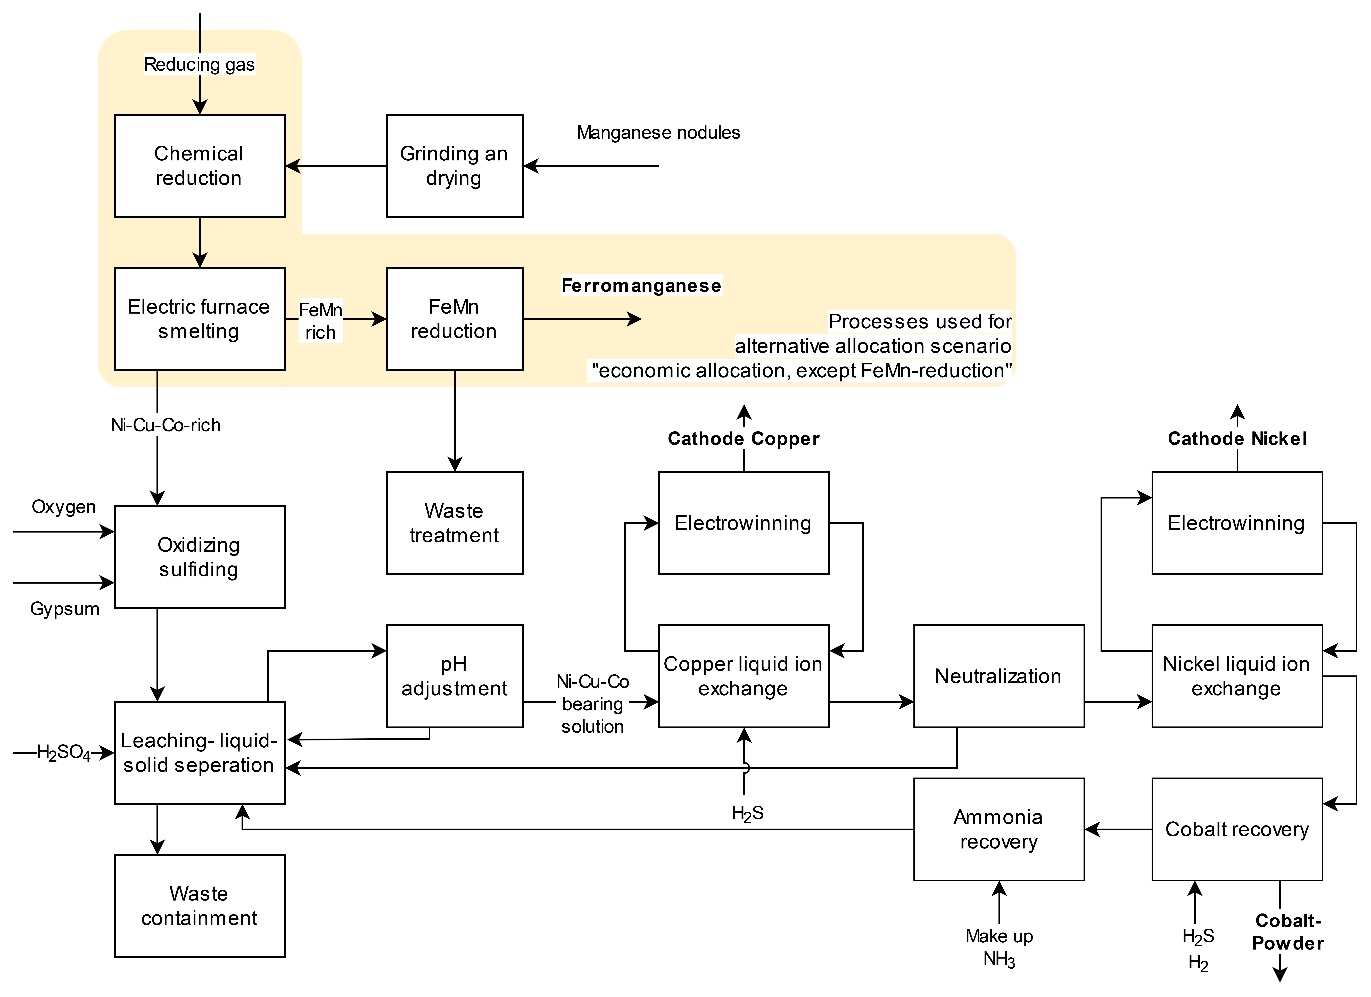 Reducing gas
Chemical
reduction
Grinding an
drying
Manganese nodules
Electric furnace
smelting
FeMn
rich
FeMn
reduction
Ferromanganese
Processes used for
alternative allocation scenario
"economic allocation, except FeMn-reduction"
Ni-Cu-Co-rich
Cathode Copper
Cathode Nickel
Oxygen
Gypsum
Oxidizing
sulfiding
Waste
treatment
Electrowinning
Electrowinning
pH
adjustment
Ni-Cu-Co
bearing
solution
Copper liquid ion
exchange
Neutralization
Nickel liquid ion
exchange
H2SO4
Leaching- liquid-
solid seperation
H2S
Ammonia
recovery
Cobalt recovery
Waste
containment
Make up
NH3
H2S
H2
Cobalt-
Powder